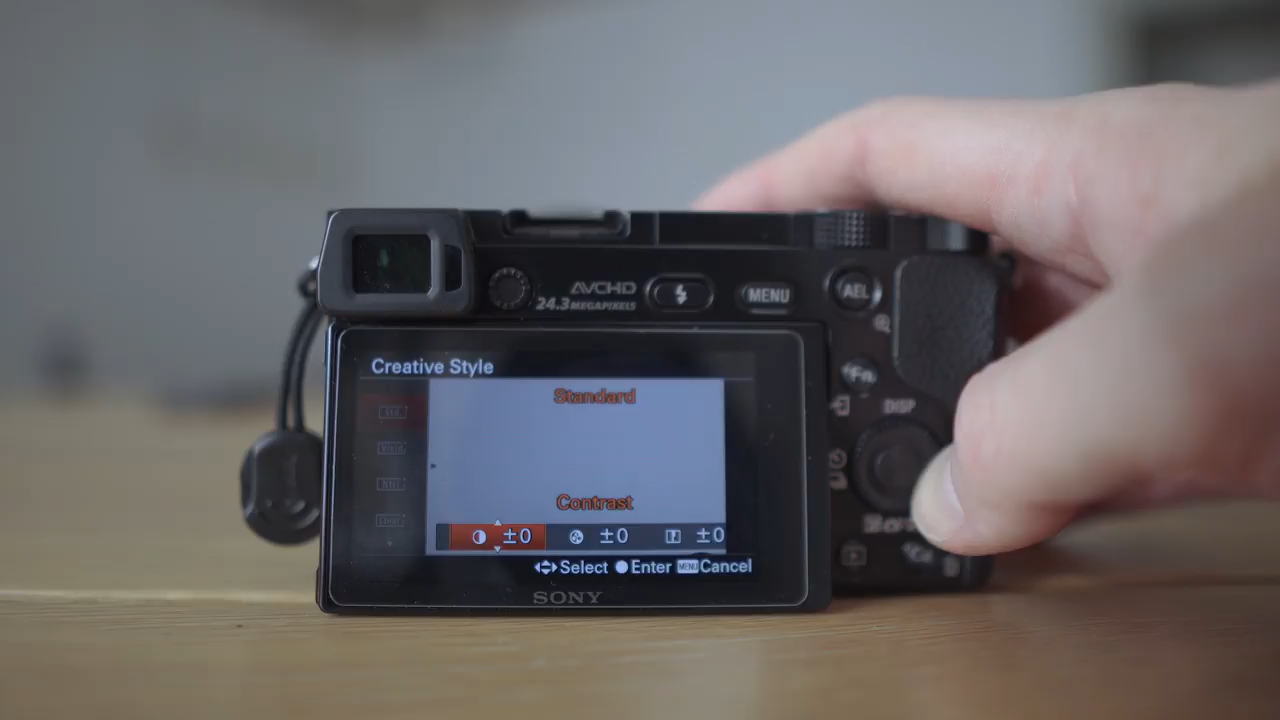 AVCHD
24.3 MEGAPIXELS
MENU
AEL
Fn
DISP
Creative Style
Standard
Contrast
±0 ±0 ±0
Select Enter MENU Cancel
SONY